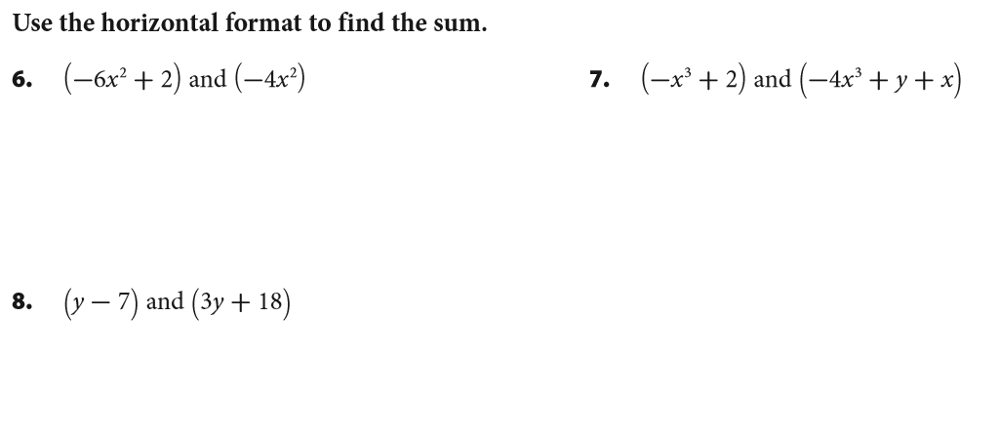 Use the horizontal format to find the sum.
6. (−6x² + 2) and (−4x²)
7. (−x³ + 2) and (−4x³ + y + x)
8. (y − 7) and (3y + 18)